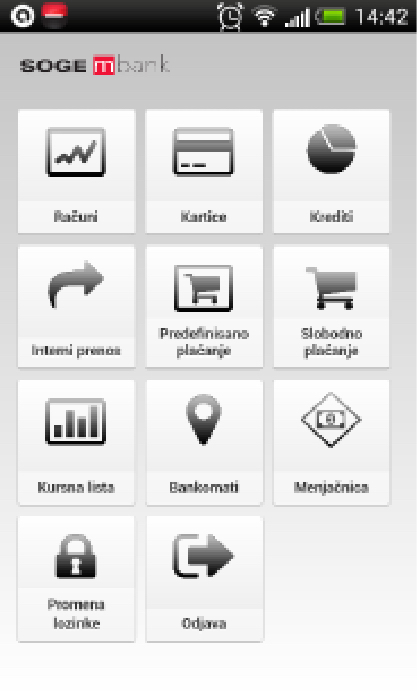 14:42
SOGE mbank
Računi
Kartice
Krediti
Interni prenos
Predefinisano
plaćanje
Slobodno
plaćanje
Kursna lista
Bankomati
Menjačnica
Promena
lozinke
Odjava